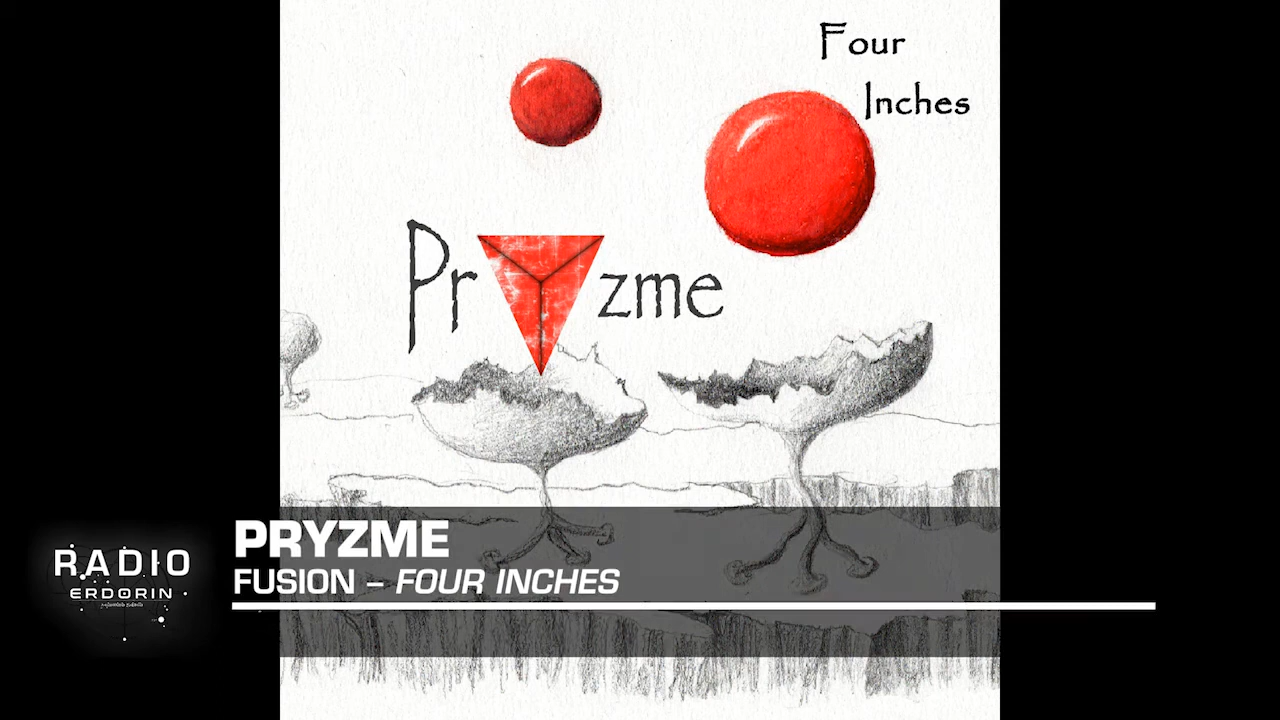 Four
Inches
Pryzme
PRYZME
FUSION – FOUR INCHES
RADIO
ERDORIN